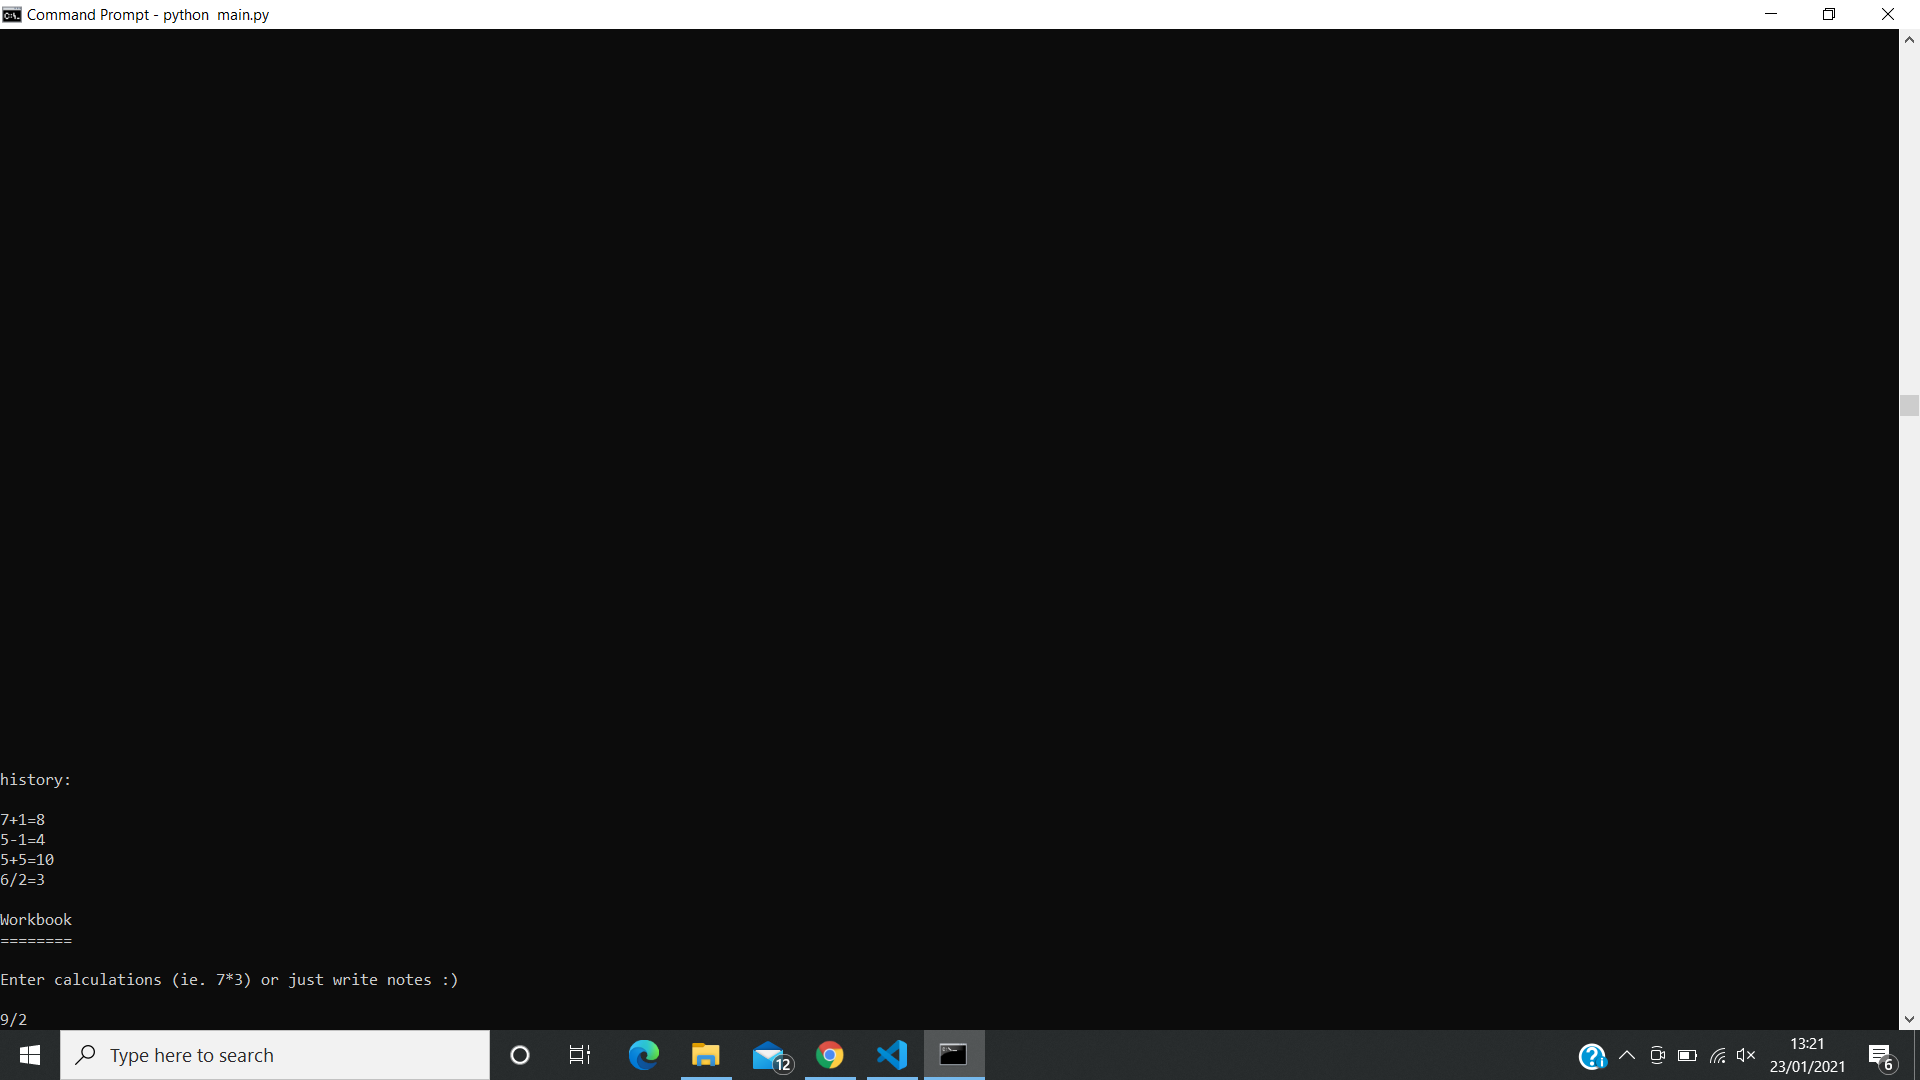 Command Prompt - python  main.py
history:
7+1=8
5-1=4
5+5=10
6/2=3
Workbook
========
Enter calculations (ie. 7*3) or just write notes :)
9/2
Type here to search
12
13:21
23/01/2021
6